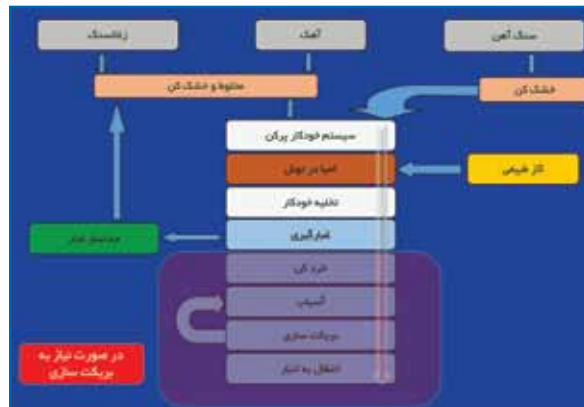 سنگ آهن
آهک
زغالسنگ
خشک کن
مخلوط و خشک کن
سیستم خودکار پرکن
احیا در تونل
گاز طبیعی
تخلیه خودکار
غبارگیری
غبار
خرد کن
آسیاب
بریکت سازی
انتقال به انبار
در صورت نیاز به
بریکت سازی